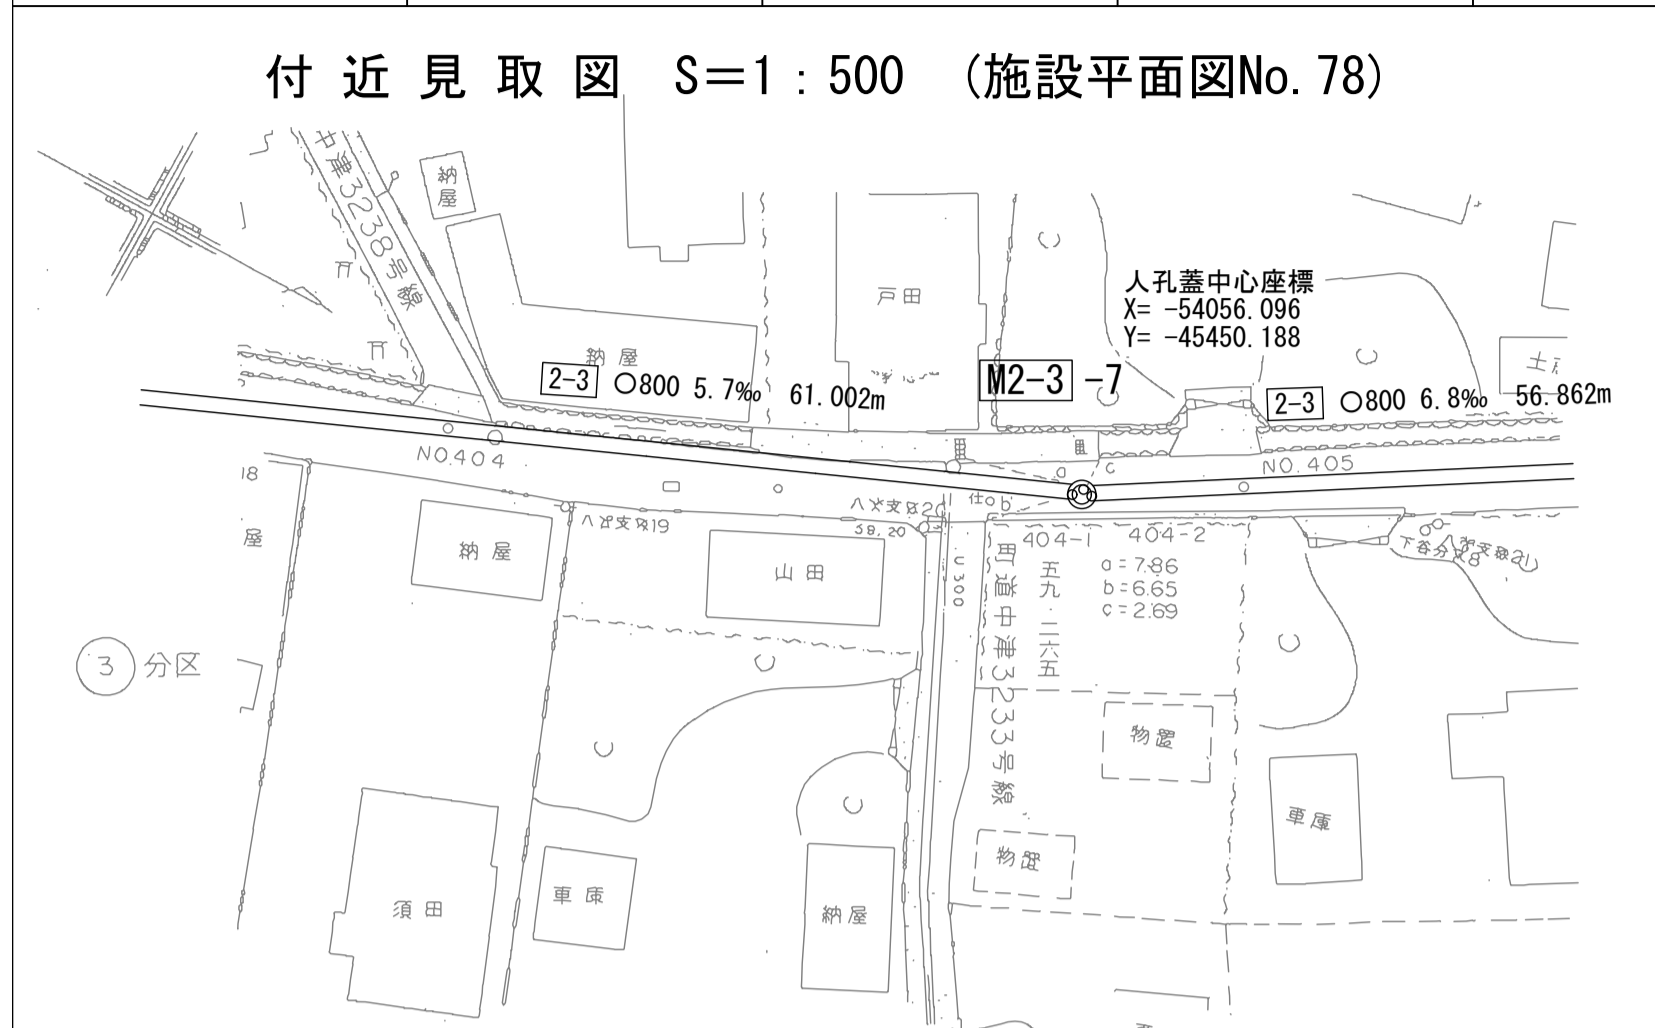 付近見取図 S=1:500 (施設平面図No.78)
中津3238号線
納屋
戸田
人孔蓋中心座標
X= -54056.096
Y= -45450.188
納屋
2-3 ○800 5.7‰ 61.002m
M2-3 -7
2-3 ○800 6.8‰ 56.862m
NO.404
a
c
NO.405
18
屋
仕
b
58.20
404-1 404-2
納屋
山田
U300
町道中津3233号線
五九・二六五
a=7.86
b=6.65
c=2.69
3 分区
物置
物置
車庫
須田
車庫
納屋